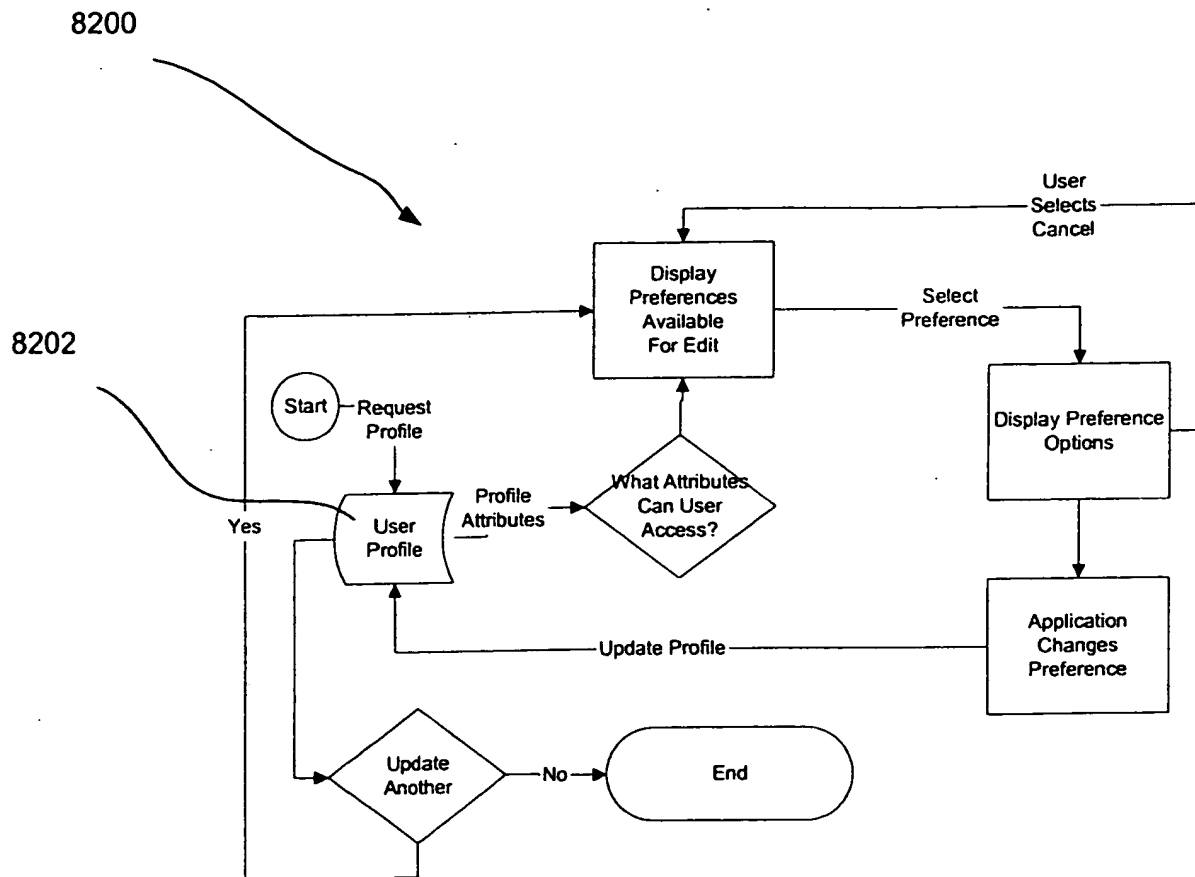 8200
User
Selects
Cancel
Display
Preferences
Available
For Edit
Select
Preference
8202
Start
Request
Profile
Display Preference
Options
What Attributes
Can User
Access?
Profile
Attributes
User
Profile
Yes
Application
Changes
Preference
Update Profile
Update
Another
No
End